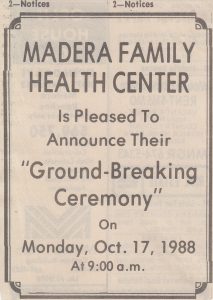 2—Notices 2—Notices
MADERA FAMILY
HEALTH CENTER
Is Pleased To
Announce Their
"Ground-Breaking
Ceremony"
On
Monday, Oct. 17, 1988
At 9:00 a.m.